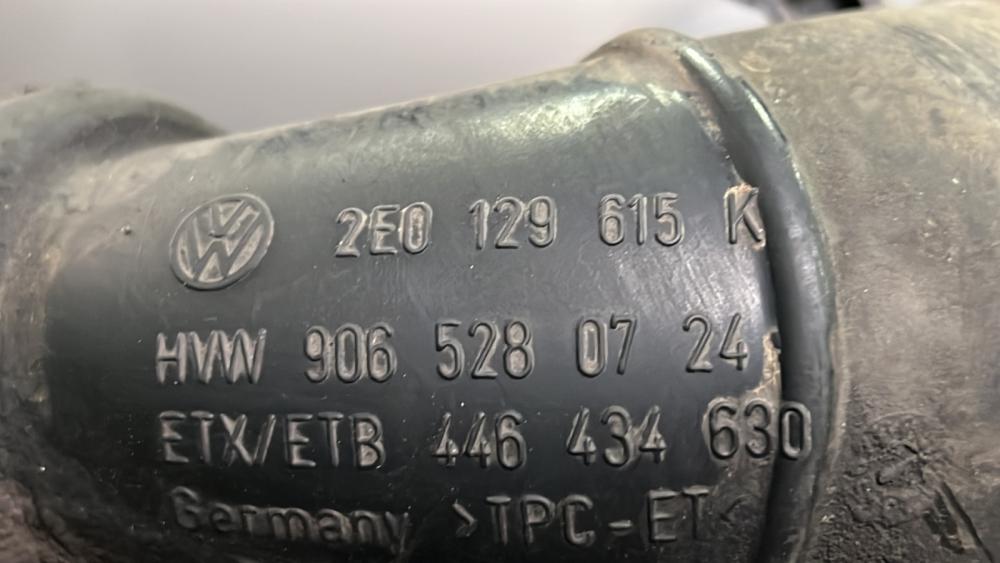 2E0 129 615 K
HVW 906 528 07 24
ETX/ETB 446 434 630
Germany >TPC-ET<